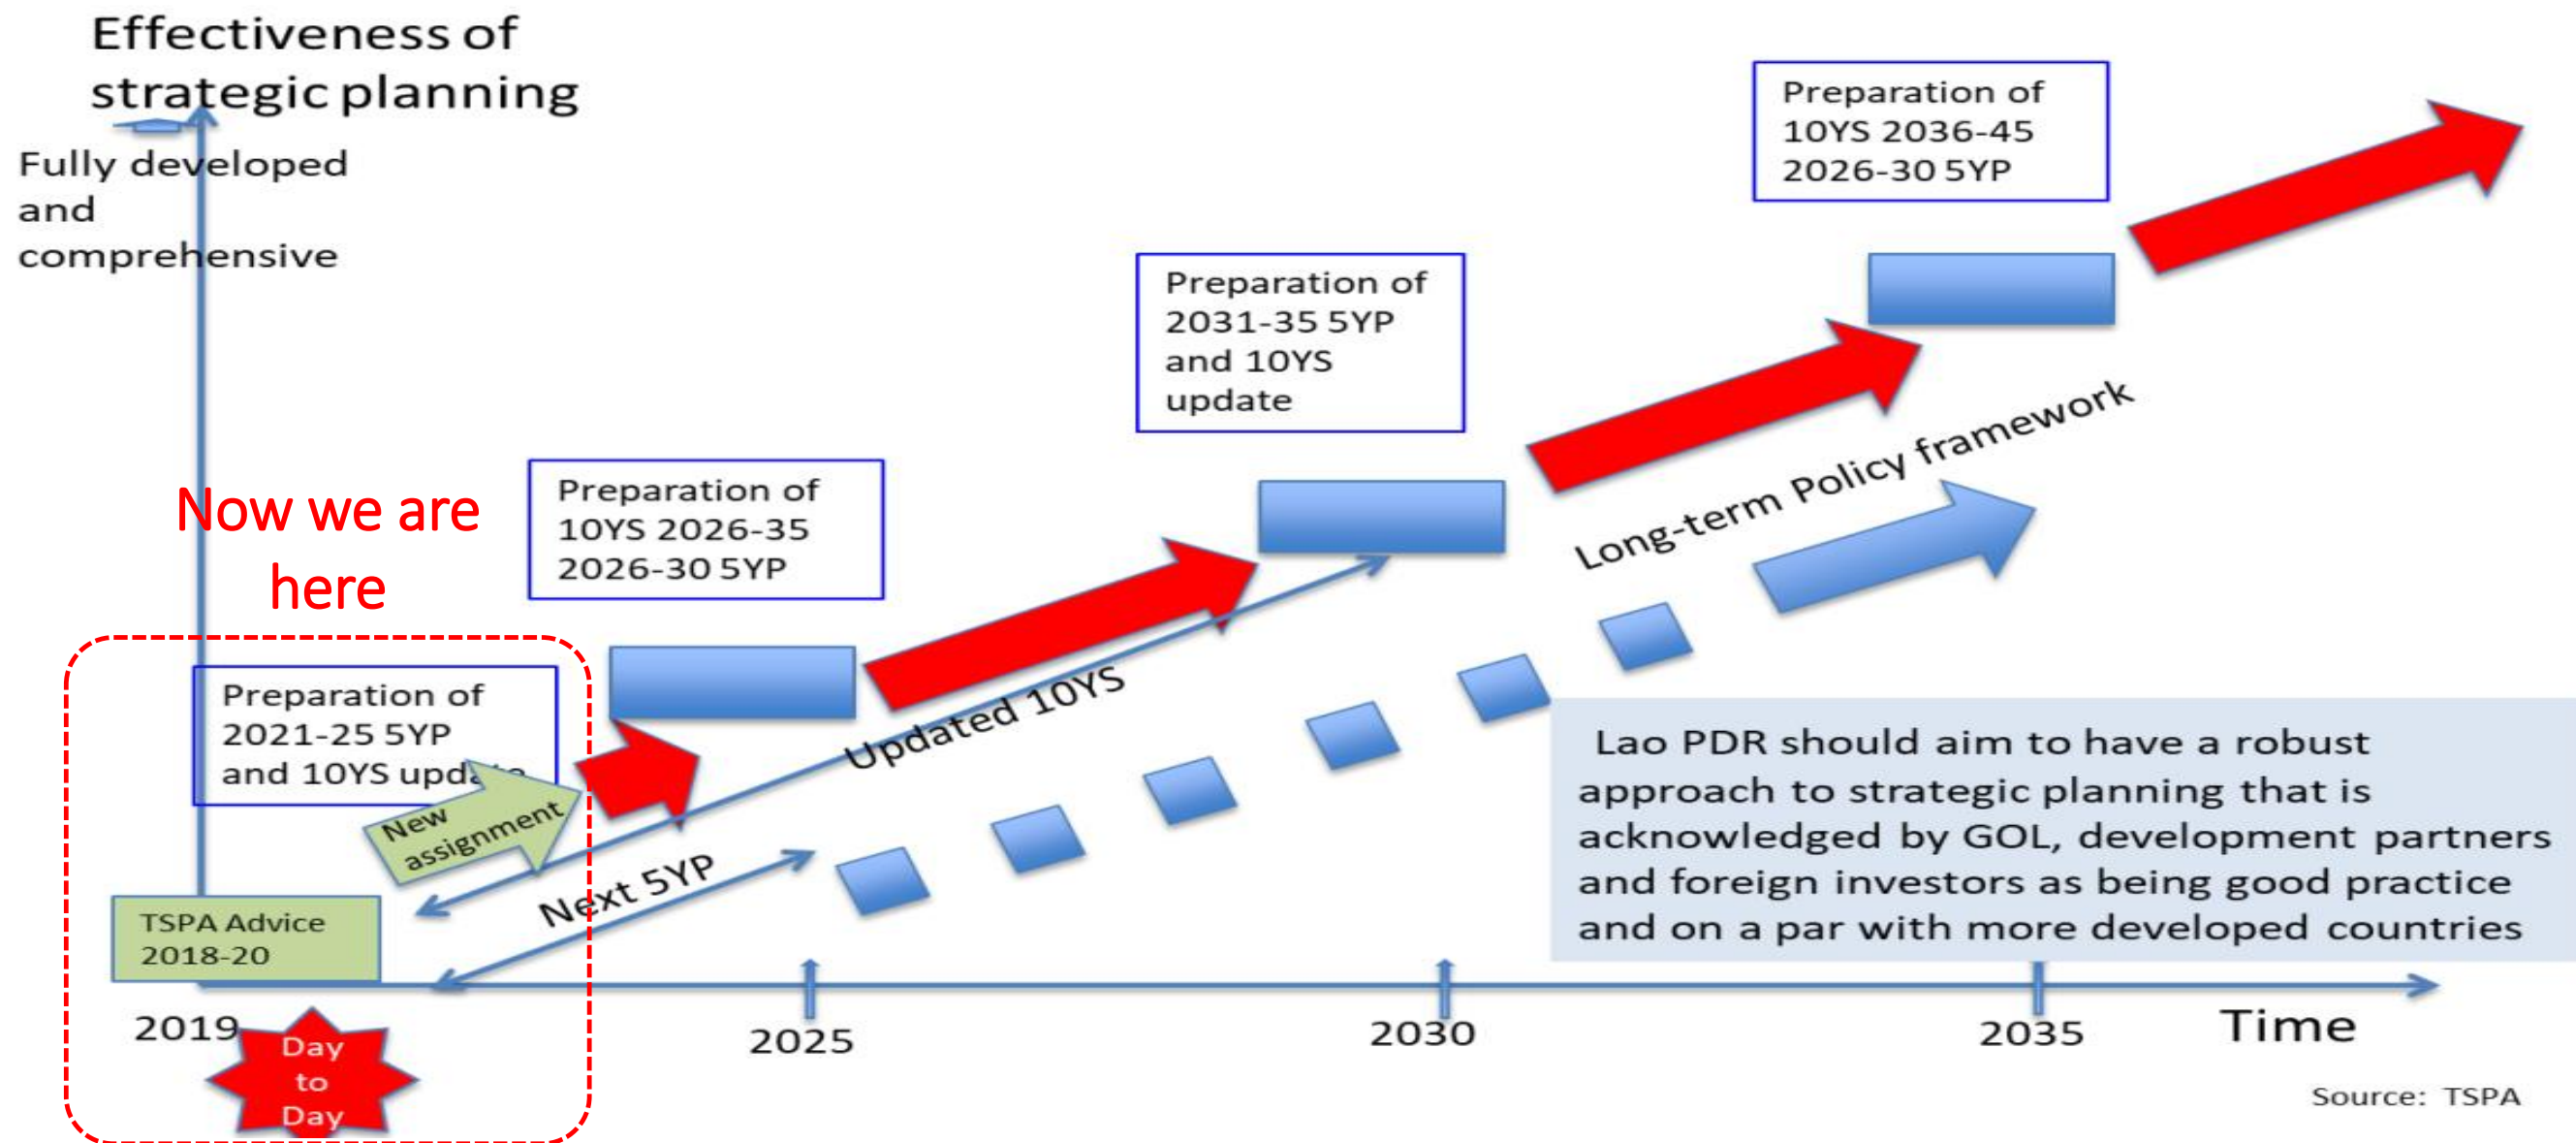 Effectiveness of
strategic planning
Fully developed
and
comprehensive
Preparation of
10YS 2036-45
2026-30 5YP
Preparation of
2031-35 5YP
and 10YS
update
Long-term Policy framework
Now we are
here
Preparation of
10YS 2026-35
2026-30 5YP
Preparation of
2021-25 5YP
and 10YS update
New
assignment
Updated 10YS
Next 5YP
TSPA Advice
2018-20
Lao PDR should aim to have a robust
approach to strategic planning that is
acknowledged by GOL, development partners
and foreign investors as being good practice
and on a par with more developed countries
2019
Day
to
Day
2025
2030
2035
Time
Source: TSPA